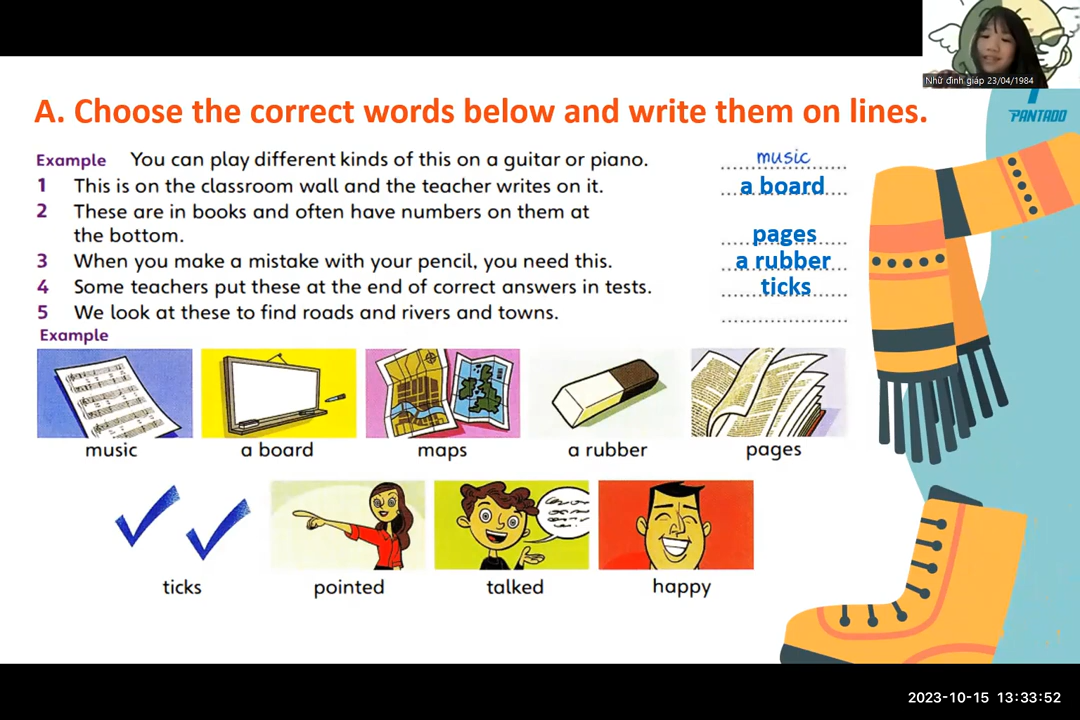 Nhữ đình giáp 23/04/1984
PANTADO
A. Choose the correct words below and write them on lines.
Example You can play different kinds of this on a guitar or piano. music
1 This is on the classroom wall and the teacher writes on it. a board
2 These are in books and often have numbers on them at
the bottom. pages
3 When you make a mistake with your pencil, you need this. a rubber
4 Some teachers put these at the end of correct answers in tests. ticks
5 We look at these to find roads and rivers and towns.
Example
music a board maps a rubber pages
ticks pointed talked happy
2023-10-15 13:33:52